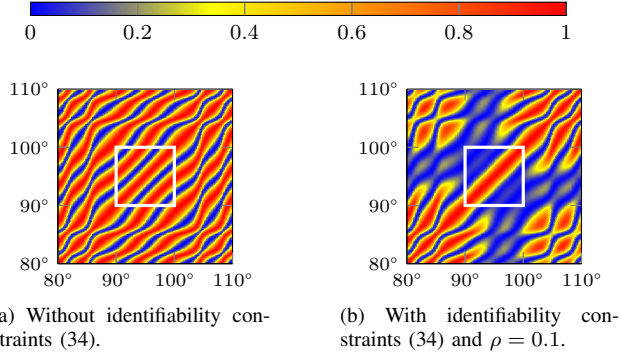 0 0.2 0.4 0.6 0.8 1
110° 110°
100° 100°
90° 90°
80° 80°
80° 90° 100° 110° 80° 90° 100° 110°
a) Without identifiability con-
traints (34).
(b) With identifiability con-
straints (34) and ρ = 0.1.